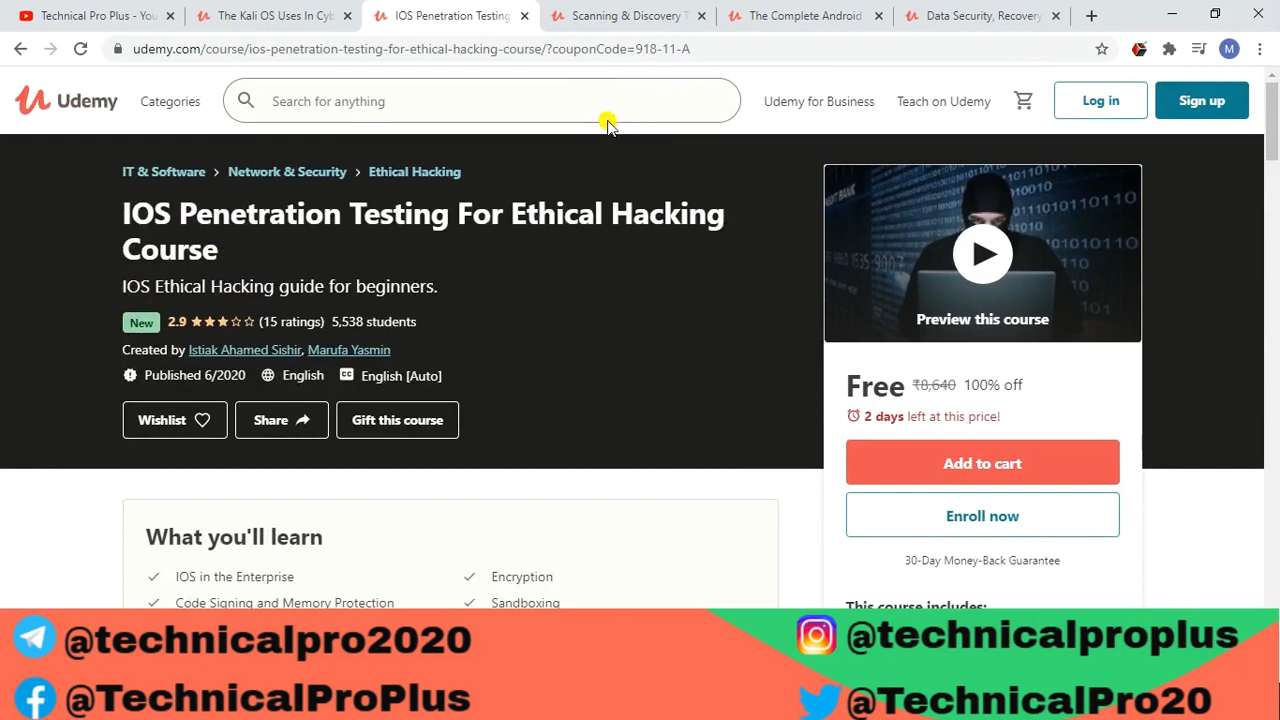 Technical Pro Plus - You
The Kali OS Uses In Cyb
IOS Penetration Testing
Scanning & Discovery T
The Complete Android
Data Security, Recovery
udemy.com/course/ios-penetration-testing-for-ethical-hacking-course/?couponCode=918-11-A
M
Udemy
Categories
Search for anything
Udemy for Business
Teach on Udemy
Log in
Sign up
IT & Software > Network & Security > Ethical Hacking
IOS Penetration Testing For Ethical Hacking
Course
IOS Ethical Hacking guide for beginners.
New 2.9 (15 ratings) 5,538 students
Created by Istiak Ahamed Sishir, Marufa Yasmin
Published 6/2020 English English [Auto]
Wishlist Share Gift this course
Preview this course
Free ₹8,640 100% off
2 days left at this price!
Add to cart
Enroll now
30-Day Money-Back Guarantee
This course includes:
What you'll learn
IOS in the Enterprise
Encryption
Code Signing and Memory Protection
Sandboxing
@technicalpro2020
@technicalproplus
@TechnicalProPlus
@TechnicalPro20